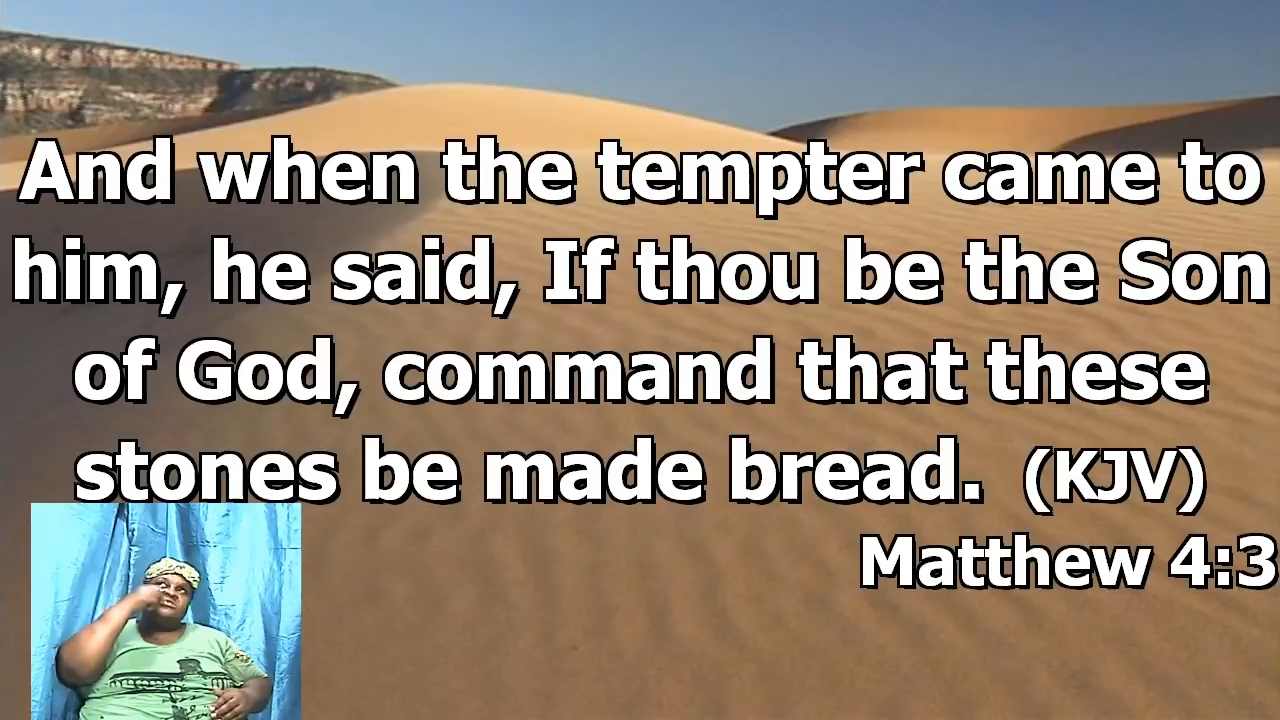 And when the tempter came to
him, he said, If thou be the Son
of God, command that these
stones be made bread. (KJV)
Matthew 4:3